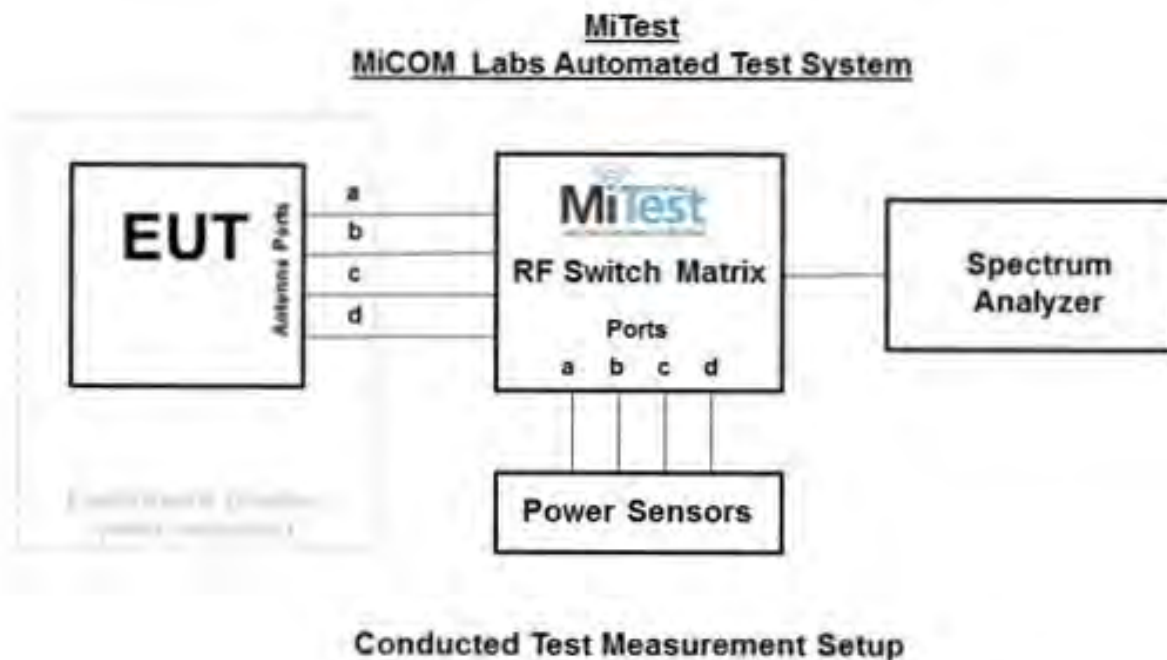 MiTest
MiCOM Labs Automated Test System
EUT
Antenna Ports
a
b
c
d
MiTest
RF Switch Matrix
Ports
a b c d
Spectrum
Analyzer
Power Sensors
Conducted Test Measurement Setup